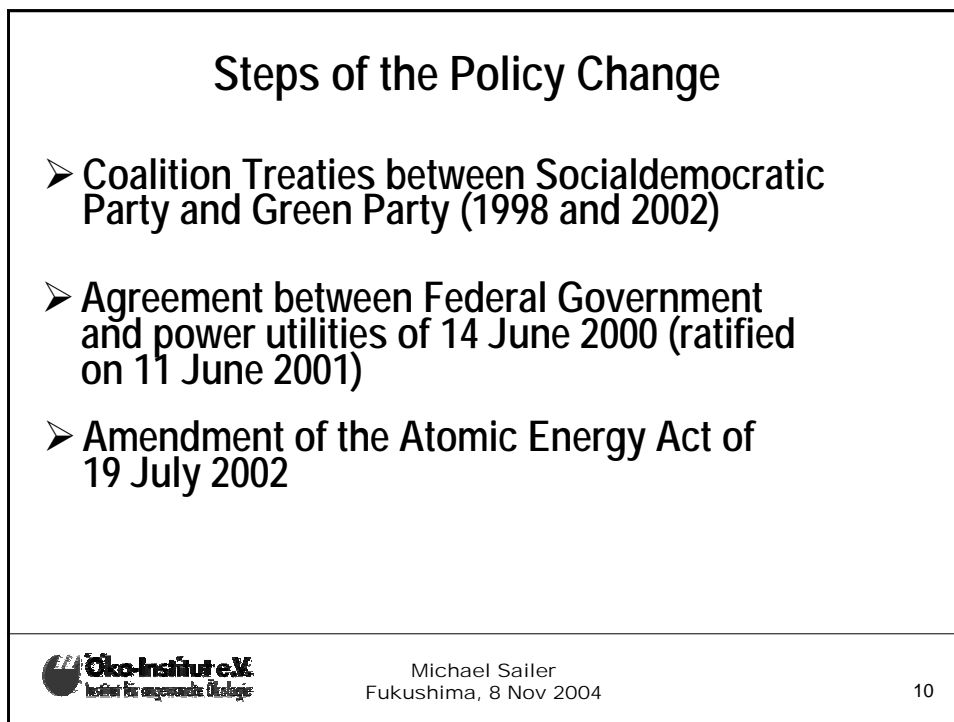 Steps of the Policy Change
➢ Coalition Treaties between Socialdemocratic
Party and Green Party (1998 and 2002)
➢ Agreement between Federal Government
and power utilities of 14 June 2000 (ratified
on 11 June 2001)
➢ Amendment of the Atomic Energy Act of
19 July 2002
Öko-Institut e.V.
Institut für angewandte Ökologie
Michael Sailer
Fukushima, 8 Nov 2004
10